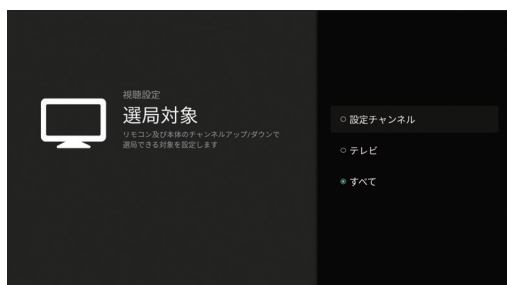 視聴設定
選局対象
リモコン及び本体のチャンネルアップ/ダウンで
選局できる対象を設定します
設定チャンネル
テレビ
すべて